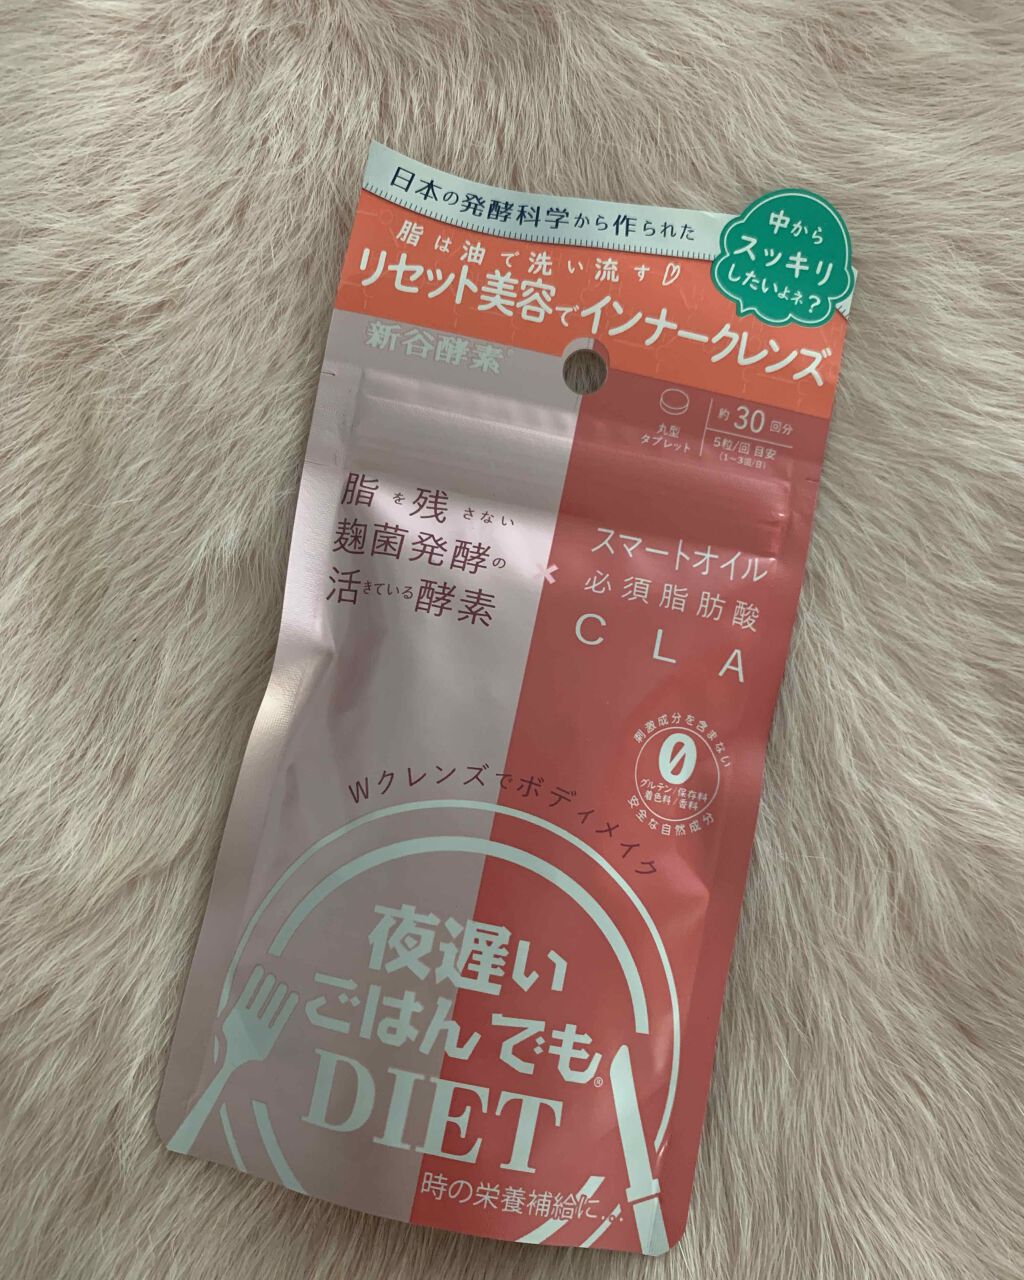 日本の発酵科学から作られた
脂は油で洗い流す
リセット美容でインナークレンズ
中から
スッキリ
したいよネ?
新谷酵素®
丸型
タブレット
約30回分
5粒/回 目安
(1~3回/日)
脂を残さない
麹菌発酵の
活きている酵素
×
スマートオイル
必須脂肪酸
CLA
刺激成分を含まない
0
グルテン/保存料
着色料/香料
安全な自然成分
Wクレンズでボディメイク
夜遅い
ごはんでも®
DIET
時の栄養補給に...